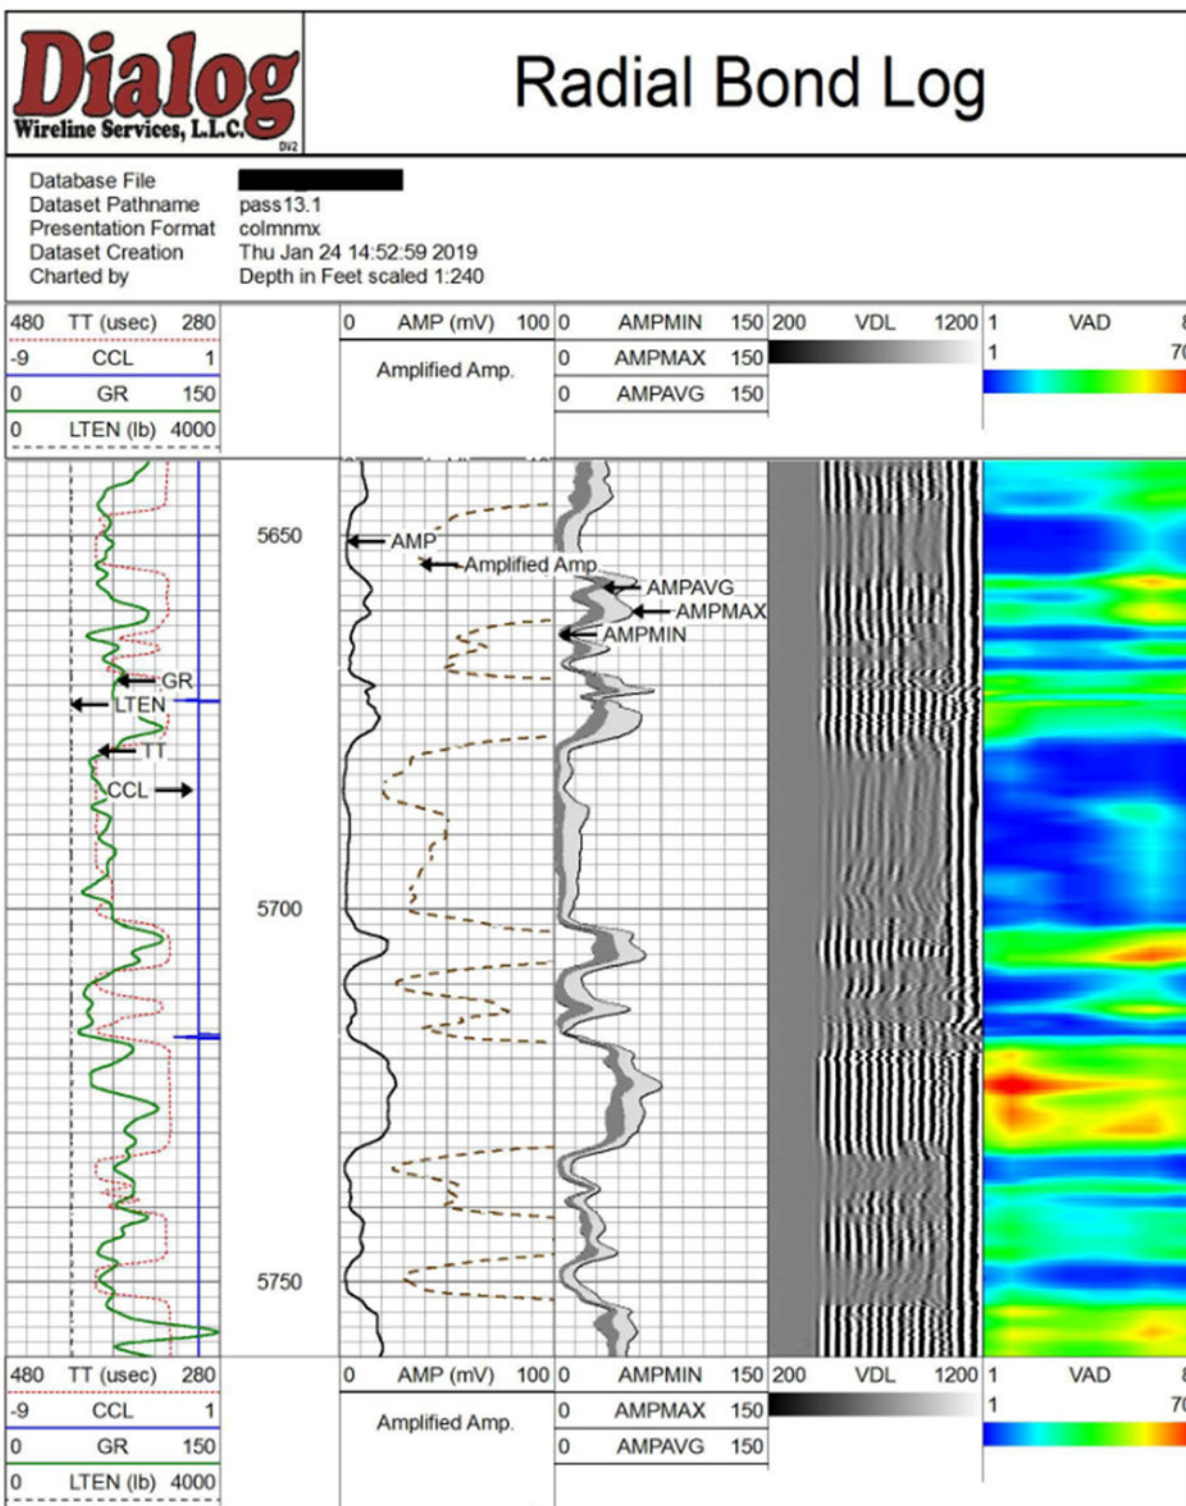 Dialog
Wireline Services, L.L.C.
DV2
Radial Bond Log
Database File
Dataset Pathname pass13.1
Presentation Format colmnmx
Dataset Creation Thu Jan 24 14:52:59 2019
Charted by Depth in Feet scaled 1:240
480 TT (usec) 280 0 AMP (mV) 100 0 AMPMIN 150 200 VDL 1200 1 VAD 8
-9 CCL 1 Amplified Amp. 0 AMPMAX 150 1 70
0 GR 150 0 AMPAVG 150
0 LTEN (lb) 4000
5650
AMP
Amplified Amp
AMPAVG
AMPMAX
AMPMIN
GR
LTEN
TT
CCL
5700
5750
480 TT (usec) 280 0 AMP (mV) 100 0 AMPMIN 150 200 VDL 1200 1 VAD 8
-9 CCL 1 Amplified Amp. 0 AMPMAX 150 1 70
0 GR 150 0 AMPAVG 150
0 LTEN (lb) 4000